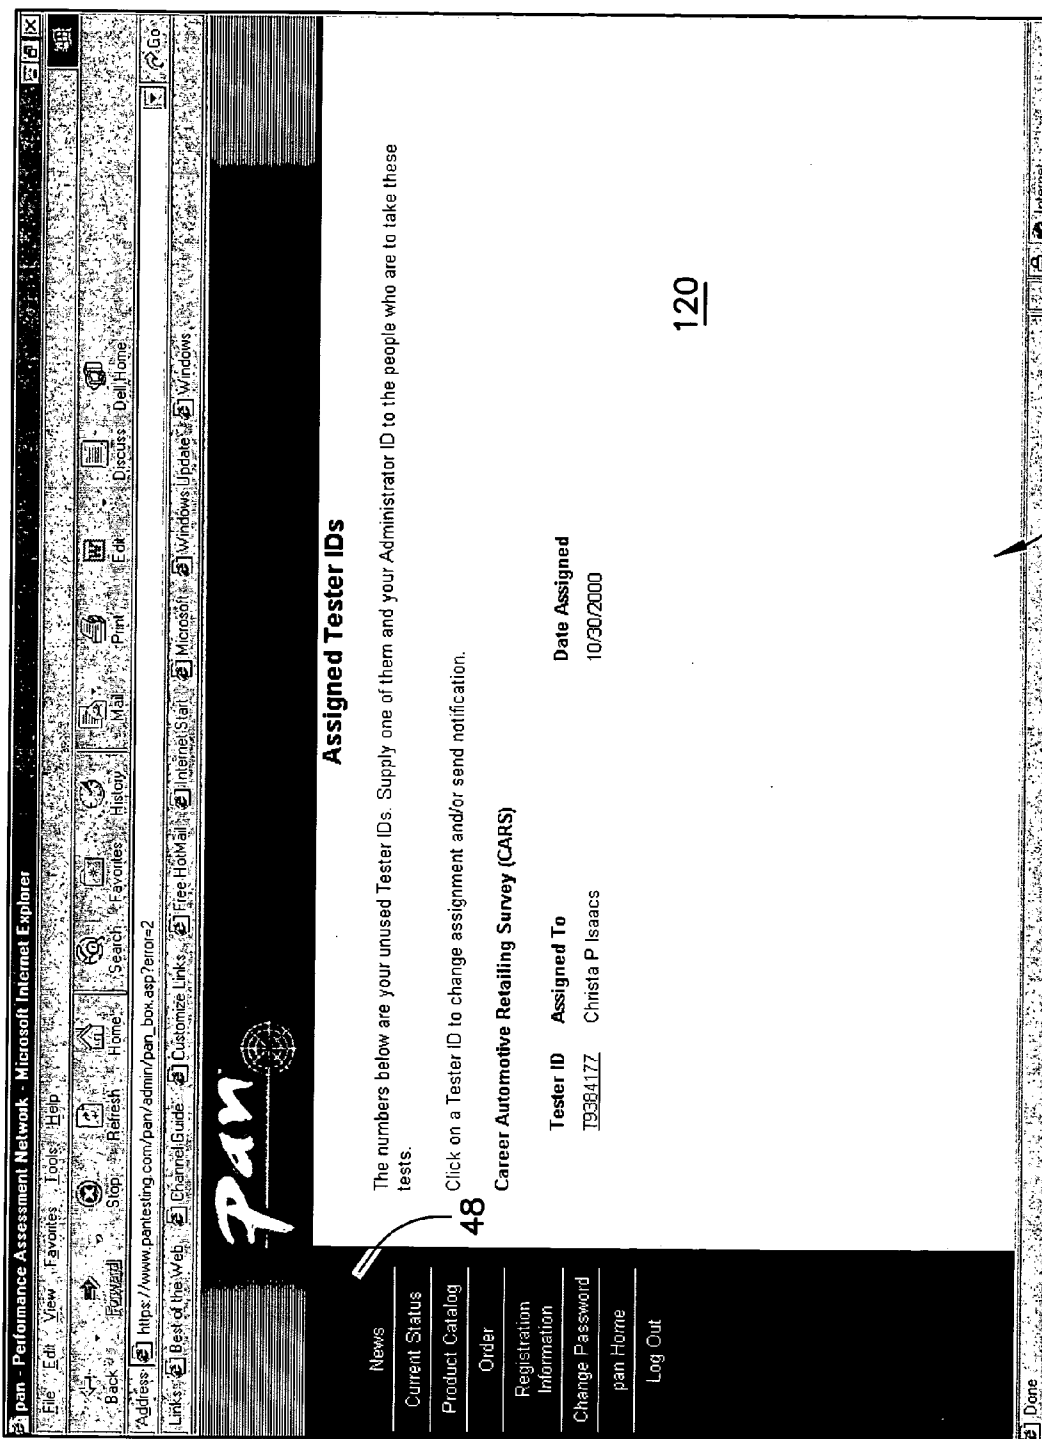 pan - Performance Assessment Network - Microsoft Internet Explorer
File Edit View Favorites Tools Help
Back Forward Stop Refresh Home Search Favorites History Mail Print Edit Discuss Dell Home
Address https://www.pantesting.com/pan/admin/pan_box.asp?error=2 Go
Links Best of the Web Channel Guide Customize Links Free HotMail Internet Start Microsoft Windows Update Windows
pan
Assigned Tester IDs
News
Current Status
Product Catalog
Order
Registration
Information
Change Password
pan Home
Log Out
48
The numbers below are your unused Tester IDs. Supply one of them and your Administrator ID to the people who are to take these
tests.
Click on a Tester ID to change assignment and/or send notification.
Career Automotive Retailing Survey (CARS)
Tester ID Assigned To Date Assigned
T9384177 Christa P Isaacs 10/30/2000
120
Done Internet